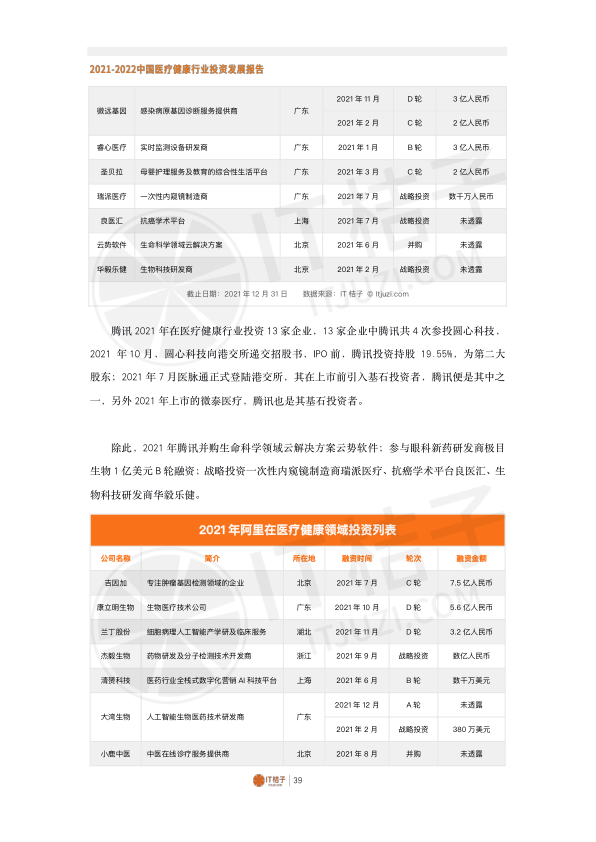 2021-2022中国医疗健康行业投资发展报告
微远基因 感染病原基因诊断服务提供商 广东 2021 年 11 月 D 轮 3 亿人民币
2021 年 2 月 C 轮 2 亿人民币
睿心医疗 实时监测设备研发商 广东 2021 年 1 月 B 轮 3 亿人民币
圣贝拉 母婴护理服务及教育的综合性生活平台 广东 2021 年 3 月 C 轮 2 亿人民币
瑞派医疗 一次性内窥镜制造商 广东 2021 年 7 月 战略投资 数千万人民币
良医汇 抗癌学术平台 上海 2021 年 7 月 战略投资 未透露
云势软件 生命科学领域云解决方案 北京 2021 年 6 月 并购 未透露
华毅乐健 生物科技研发商 北京 2021 年 2 月 战略投资 未透露
截止日期：2021 年 12 月 31 日 数据来源：IT 桔子 © Itjuzi.com
腾讯 2021 年在医疗健康行业投资 13 家企业，13 家企业中腾讯共 4 次参投圆心科技，
2021 年 10 月，圆心科技向港交所递交招股书，IPO 前，腾讯投资持股 19.55%，为第二大
股东；2021 年 7 月医脉通正式登陆港交所，其在上市前引入基石投资者，腾讯便是其中之
一，另外 2021 年上市的微泰医疗，腾讯也是其基石投资者。
除此，2021 年腾讯并购生命科学领域云解决方案云势软件；参与眼科新药研发商极目
生物 1 亿美元 B 轮融资；战略投资一次性内窥镜制造商瑞派医疗、抗癌学术平台良医汇、生
物科技研发商华毅乐健。
2021 年阿里在医疗健康领域投资列表
公司名称 简介 所在地 融资时间 轮次 融资金额
吉因加 专注肿瘤基因检测领域的企业 北京 2021 年 7 月 C 轮 7.5 亿人民币
康立明生物 生物医疗技术公司 广东 2021 年 10 月 D 轮 5.6 亿人民币
兰丁股份 细胞病理人工智能产学研及临床服务 湖北 2021 年 11 月 D 轮 3.2 亿人民币
杰毅生物 药物研发及分子检测技术开发商 浙江 2021 年 9 月 战略投资 数亿人民币
清赟科技 医药行业全栈式数字化营销 AI 科技平台 上海 2021 年 6 月 B 轮 数千万美元
大湾生物 人工智能生物医药技术研发商 广东 2021 年 12 月 A 轮 未透露
2021 年 2 月 战略投资 380 万美元
小鹿中医 中医在线诊疗服务提供商 北京 2021 年 8 月 并购 未透露
IT桔子 39
IT桔子
ITJUZI.COM
IT桔子
ITJUZI.COM